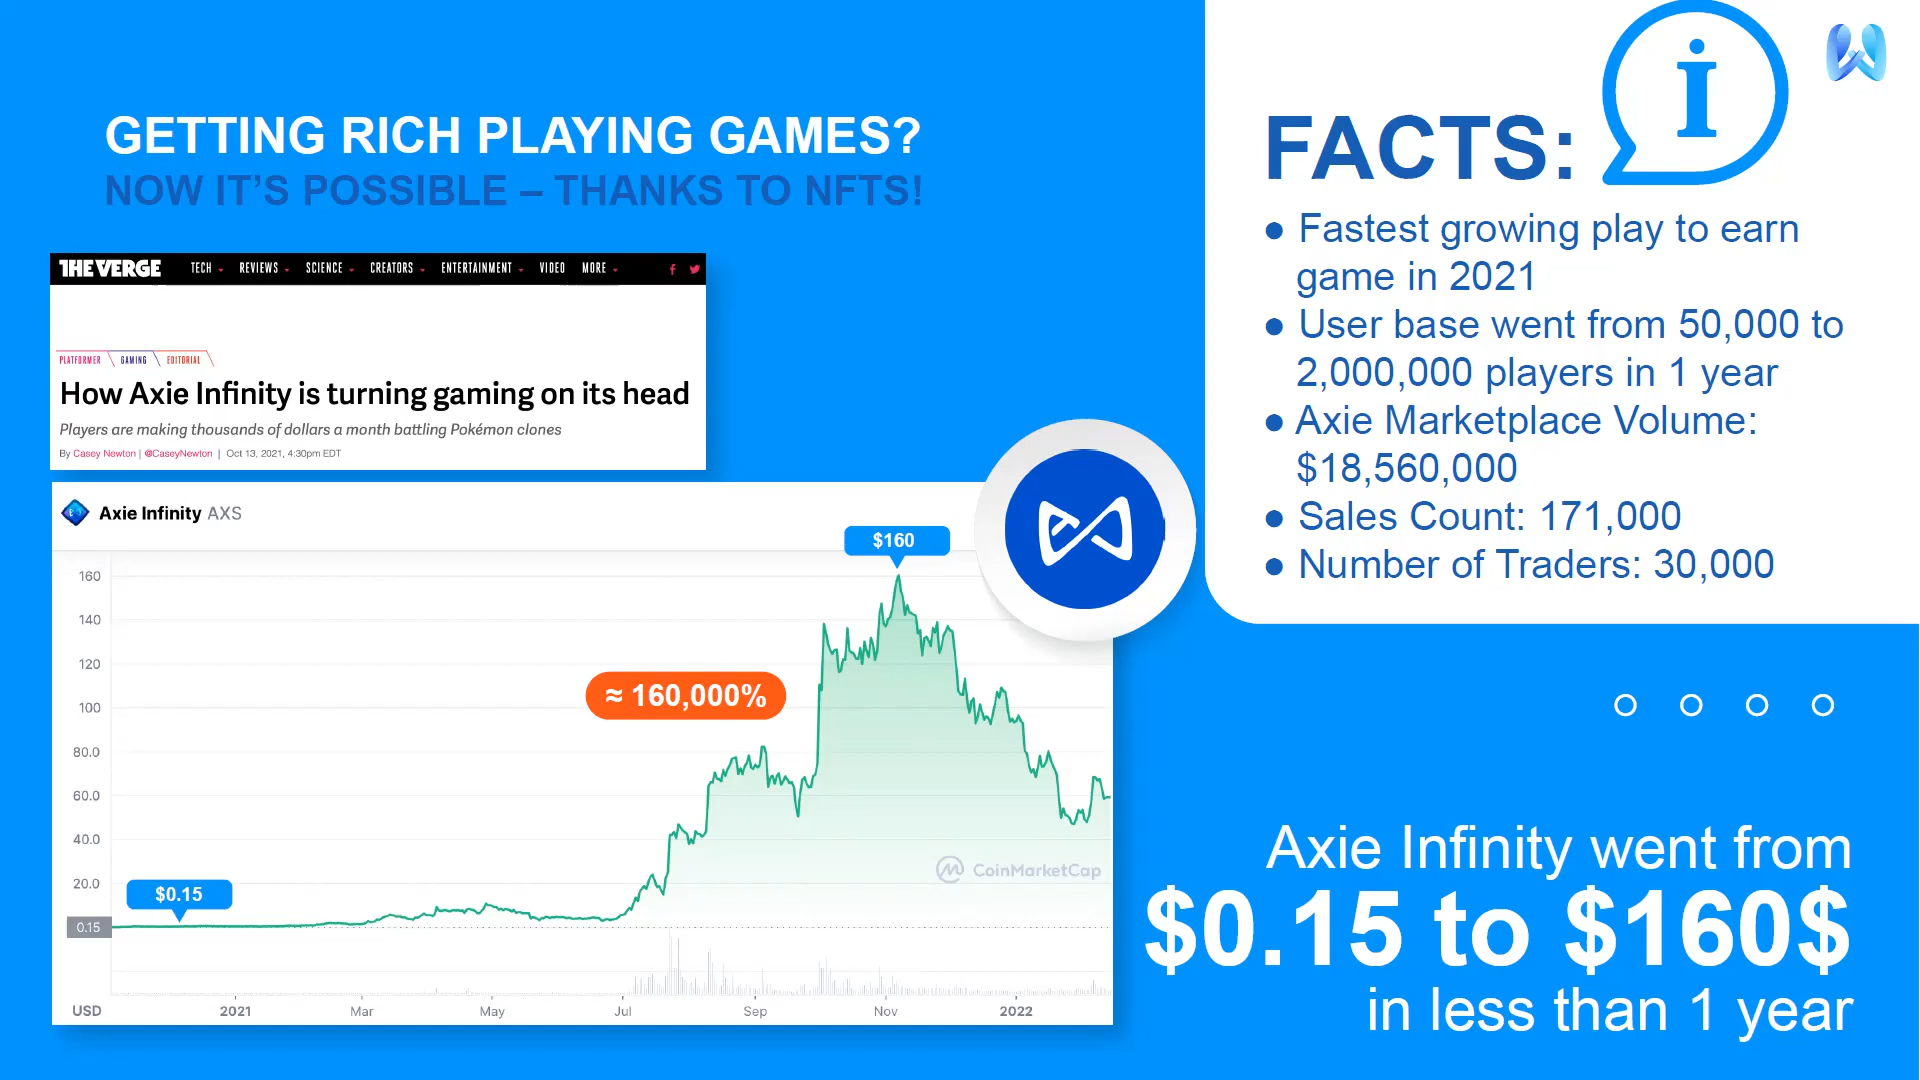 GETTING RICH PLAYING GAMES?
NOW IT'S POSSIBLE – THANKS TO NFTS!
THE VERGE TECH REVIEWS SCIENCE CREATORS ENTERTAINMENT VIDEO MORE
PLATFORMER GAMING EDITORIAL
How Axie Infinity is turning gaming on its head
Players are making thousands of dollars a month battling Pokémon clones
By Casey Newton | @CaseyNewton | Oct 13, 2021, 4:30pm EDT
Axie Infinity AXS
$160
160
140
120
100
80.0
60.0
40.0
20.0
0.15
≈ 160,000%
$0.15
CoinMarketCap
USD 2021 Mar May Jul Sep Nov 2022
FACTS:
● Fastest growing play to earn
game in 2021
● User base went from 50,000 to
2,000,000 players in 1 year
● Axie Marketplace Volume:
$18,560,000
● Sales Count: 171,000
● Number of Traders: 30,000
Axie Infinity went from
$0.15 to $160$
in less than 1 year